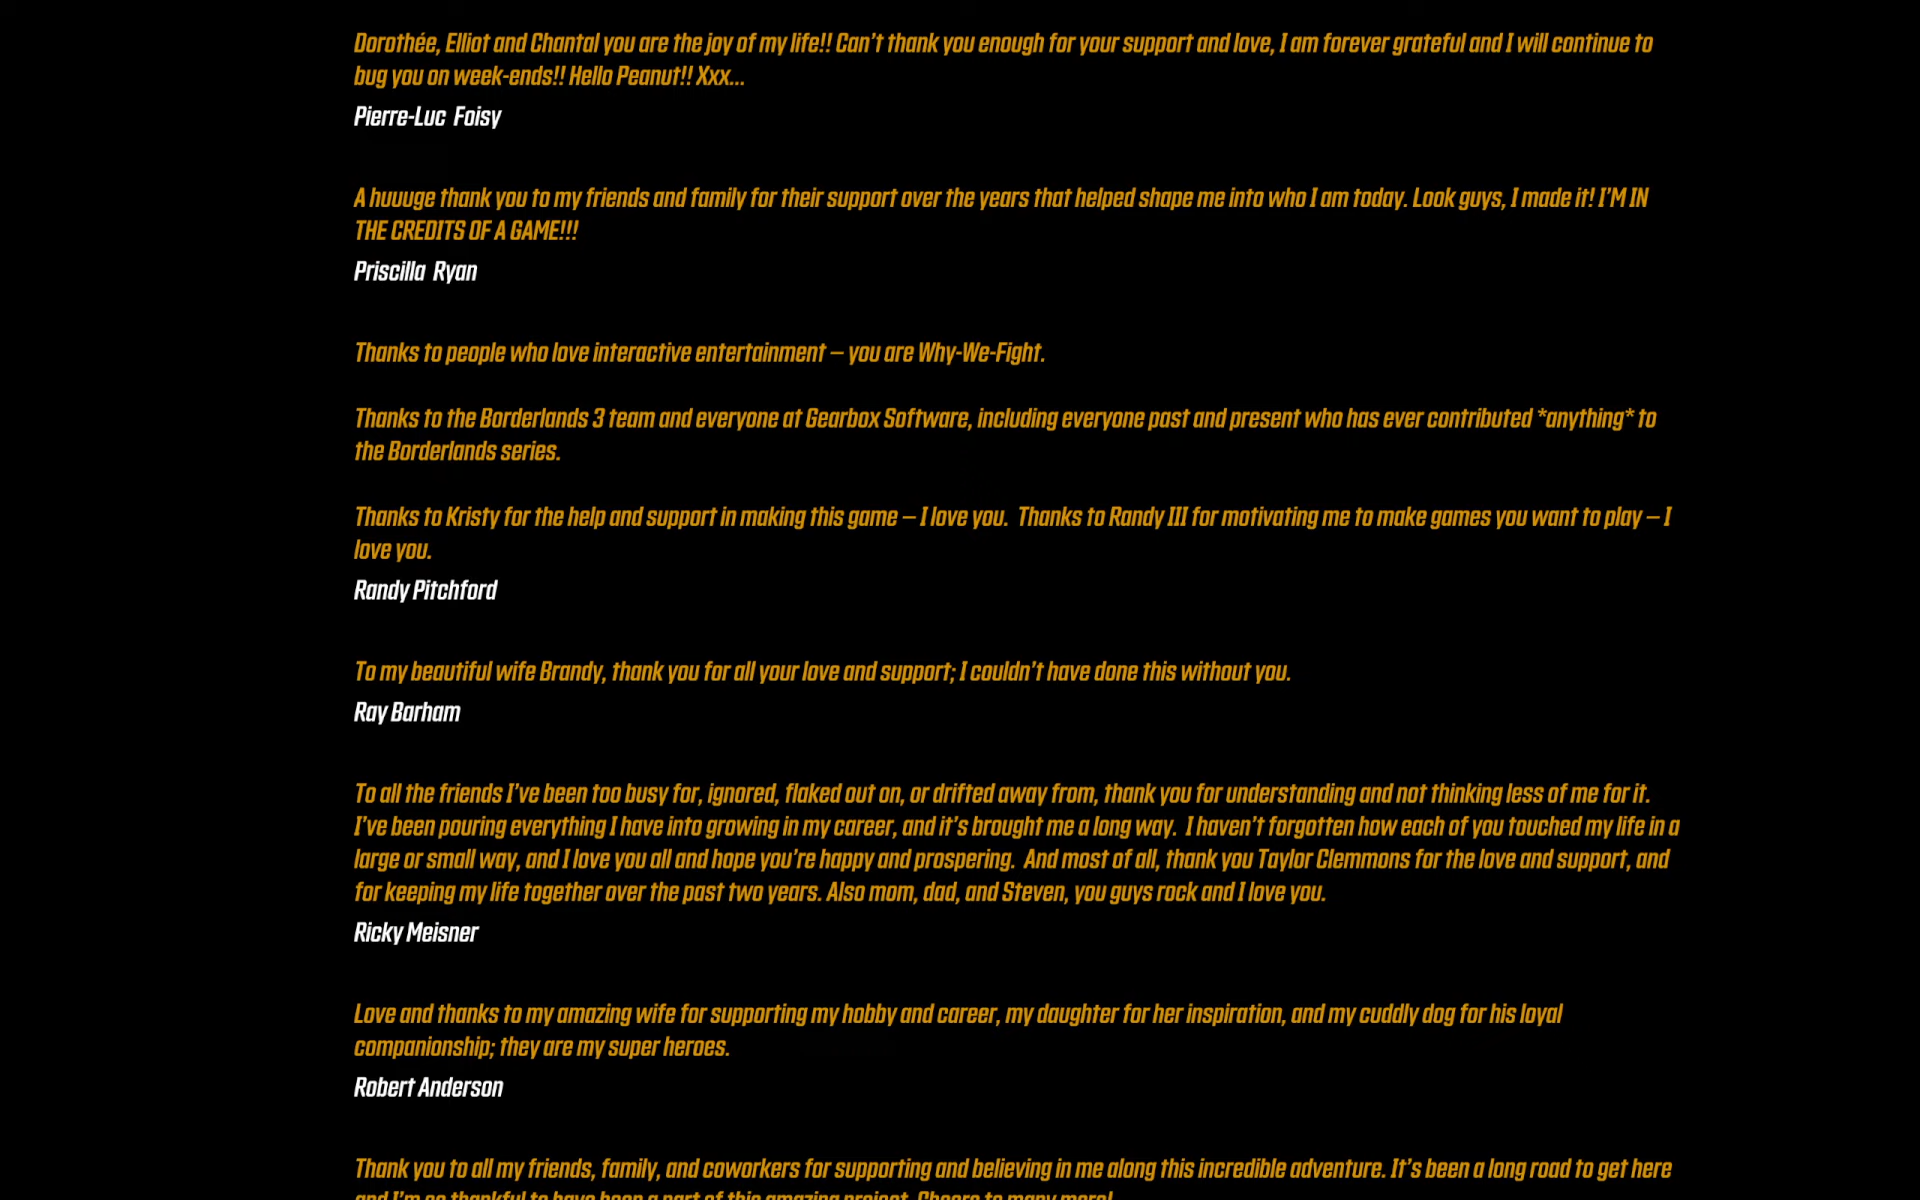 Dorothée, Elliot and Chantal you are the joy of my life!! Can't thank you enough for your support and love, I am forever grateful and I will continue to
bug you on week-ends!! Hello Peanut!! Xxx...
Pierre-Luc Foisy
A huuuge thank you to my friends and family for their support over the years that helped shape me into who I am today. Look guys, I made it! I'M IN
THE CREDITS OF A GAME!!!
Priscilla Ryan
Thanks to people who love interactive entertainment – you are Why-We-Fight.
Thanks to the Borderlands 3 team and everyone at Gearbox Software, including everyone past and present who has ever contributed *anything* to
the Borderlands series.
Thanks to Kristy for the help and support in making this game – I love you. Thanks to Randy III for motivating me to make games you want to play – I
love you.
Randy Pitchford
To my beautiful wife Brandy, thank you for all your love and support; I couldn't have done this without you.
Ray Barham
To all the friends I've been too busy for, ignored, flaked out on, or drifted away from, thank you for understanding and not thinking less of me for it.
I've been pouring everything I have into growing in my career, and it's brought me a long way. I haven't forgotten how each of you touched my life in a
large or small way, and I love you all and hope you're happy and prospering. And most of all, thank you Taylor Clemmons for the love and support, and
for keeping my life together over the past two years. Also mom, dad, and Steven, you guys rock and I love you.
Ricky Meisner
Love and thanks to my amazing wife for supporting my hobby and career, my daughter for her inspiration, and my cuddly dog for his loyal
companionship; they are my super heroes.
Robert Anderson
Thank you to all my friends, family, and coworkers for supporting and believing in me along this incredible adventure. It's been a long road to get here
and I'm so thankful to have been a part of this amazing project. Cheers to many more!